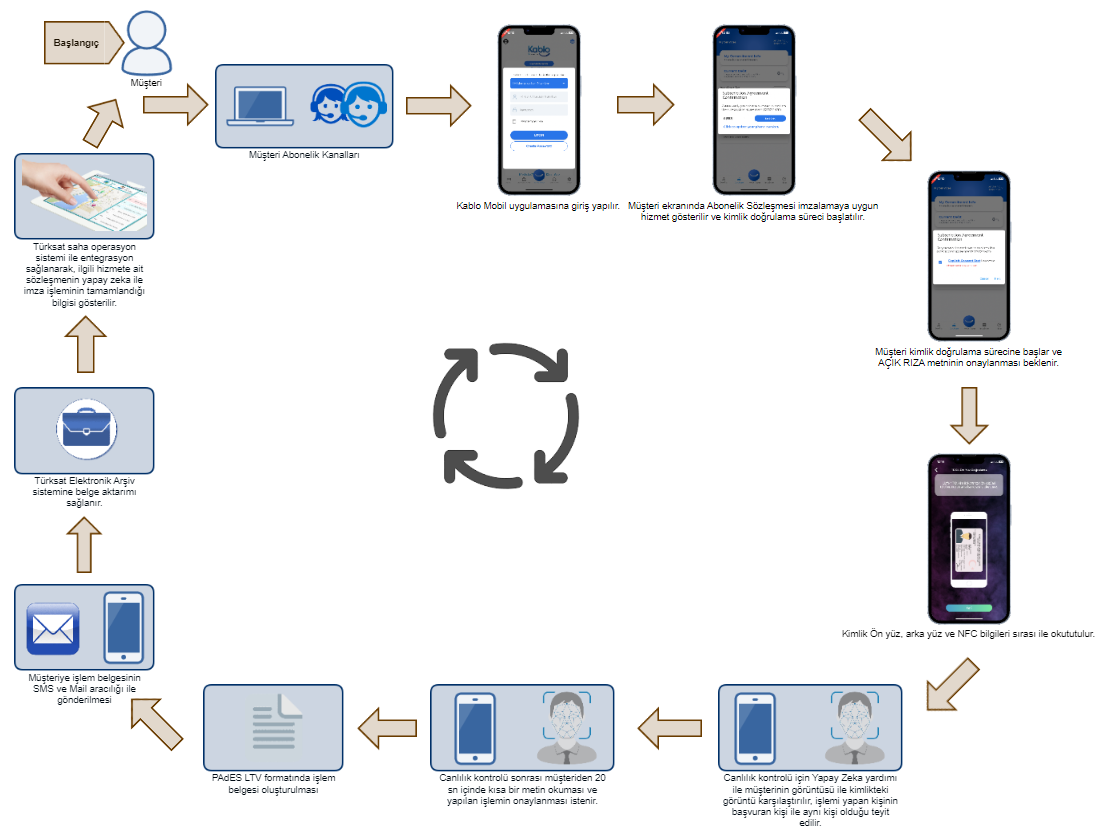 Başlangıç
Müşteri
Müşteri Abonelik Kanalları
Kablo
Kablo Mobil uygulamasına giriş yapılır.
Müşteri ekranında Abonelik Sözleşmesi imzalamaya uygun
hizmet gösterilir ve kimlik doğrulama süreci başlatılır.
Müşteri kimlik doğrulama sürecine başlar ve
AÇIK RIZA metninin onaylanması beklenir.
Kimlik Ön yüz, arka yüz ve NFC bilgileri sırası ile okututulur.
Canlılık kontrolü için Yapay Zeka yardımı
ile müşterinin görüntüsü ile kimlikteki
görüntü karşılaştırılır, işlemi yapan kişinin
başvuran kişi ile aynı kişi olduğu teyit
edilir.
Canlılık kontrolü sonrası müşteriden 20
sn içinde kısa bir metin okuması ve
yapılan işlemin onaylanması istenir.
PAdES LTV formatında işlem
belgesi oluşturulması
Müşteriye işlem belgesinin
SMS ve Mail aracılığı ile
gönderilmesi
Türksat Elektronik Arşiv
sistemine belge aktarımı
sağlanır.
Türksat saha operasyon
sistemi ile entegrasyon
sağlanarak, ilgili hizmete ait
sözleşmenin yapay zeka ile
imza işleminin tamamlandığı
bilgisi gösterilir.